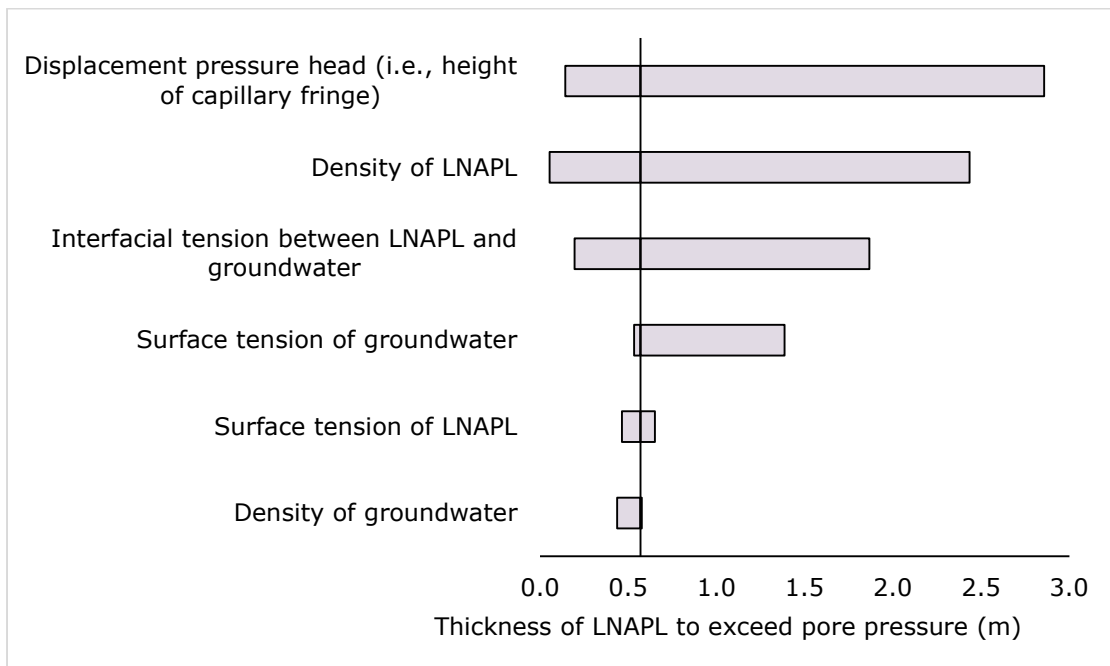 Displacement pressure head (i.e., height
of capillary fringe)
Density of LNAPL
Interfacial tension between LNAPL and
groundwater
Surface tension of groundwater
Surface tension of LNAPL
Density of groundwater
0.0 0.5 1.0 1.5 2.0 2.5 3.0
Thickness of LNAPL to exceed pore pressure (m)